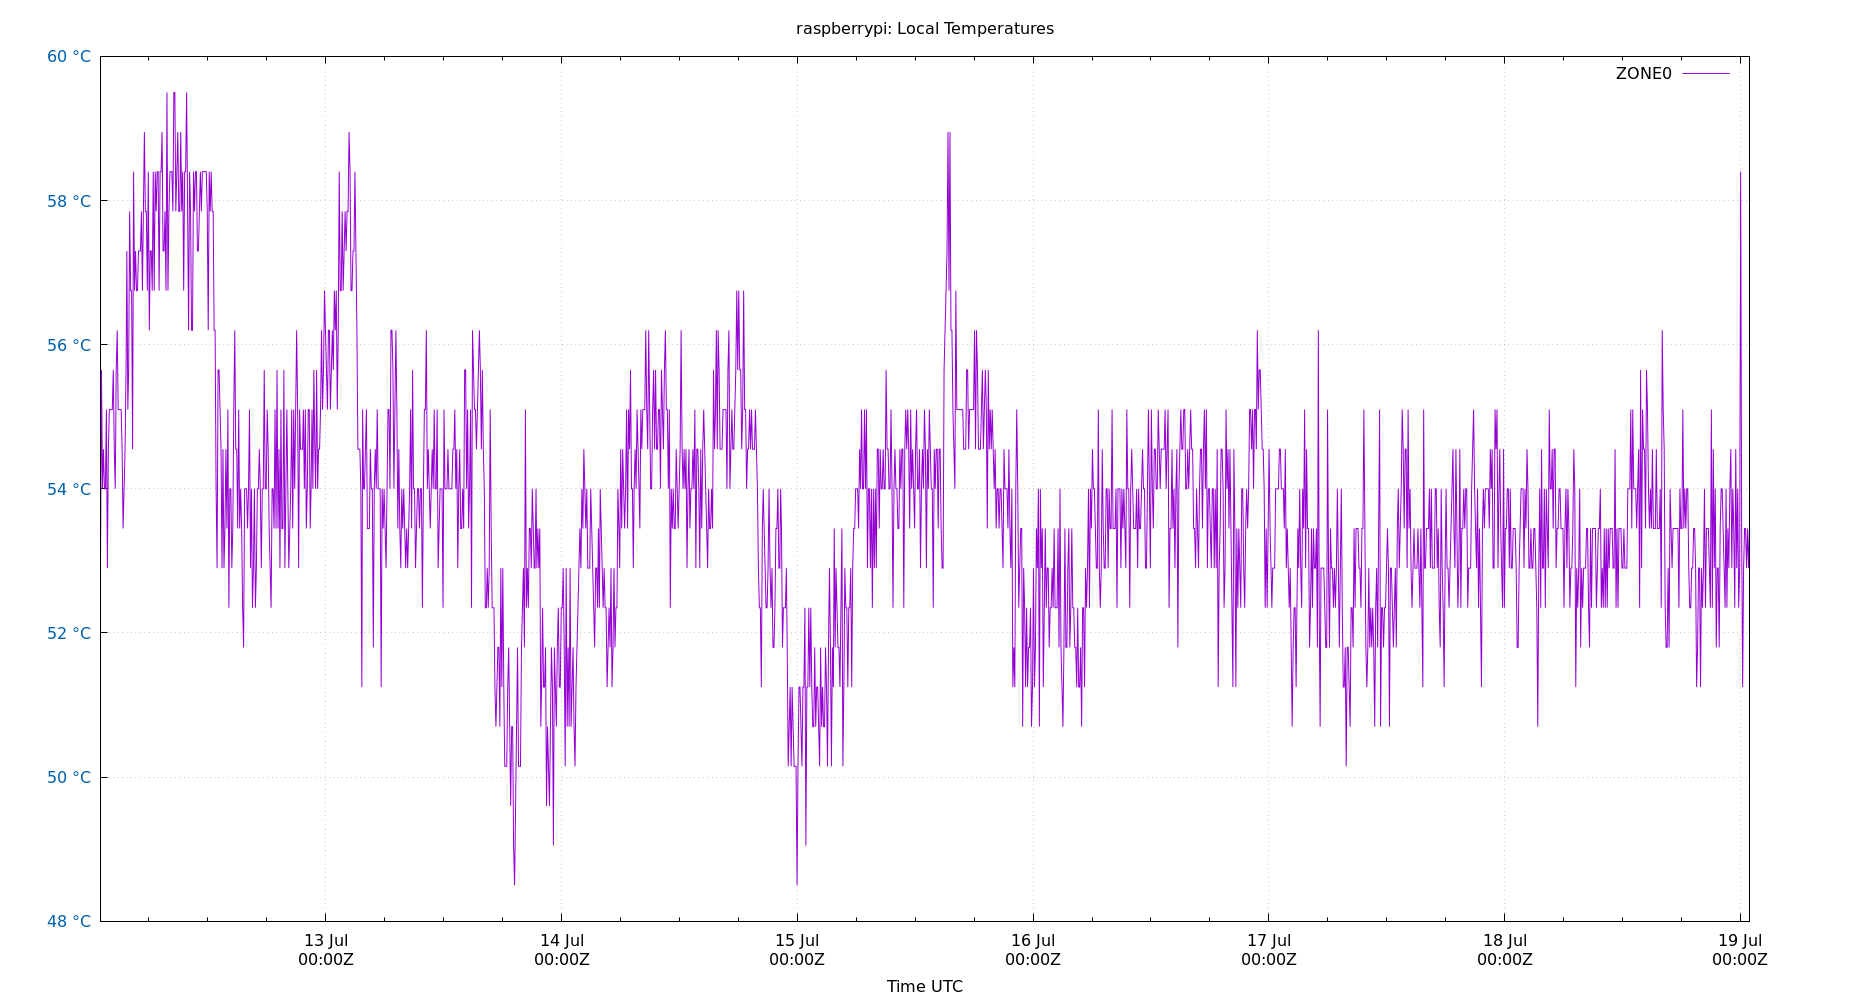 raspberrypi: Local Temperatures
60 °C
ZONE0
58 °C
56 °C
54 °C
52 °C
50 °C
48 °C
13 Jul 14 Jul 15 Jul 16 Jul 17 Jul 18 Jul 19 Jul
00:00Z 00:00Z 00:00Z 00:00Z 00:00Z 00:00Z 00:00Z
Time UTC